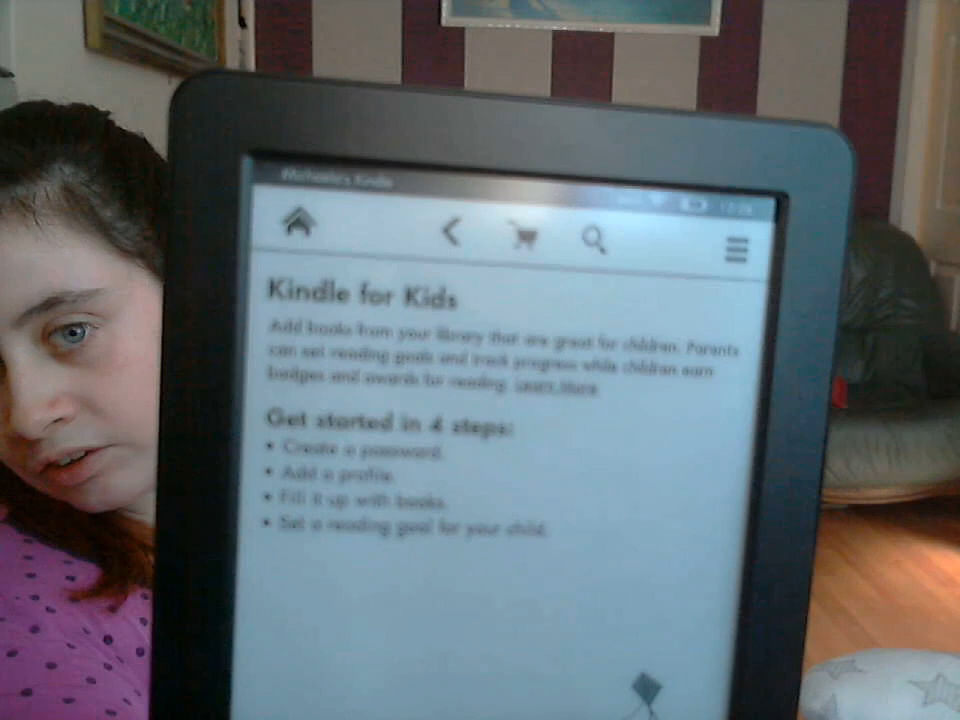 Michaela's Kindle
Kindle for Kids
Add books from your library that are great for children. Parents
can set reading goals and track progress while children earn
badges and awards for reading. Learn More
Get started in 4 steps:
• Create a password.
• Add a profile.
• Fill it up with books.
• Set a reading goal for your child.